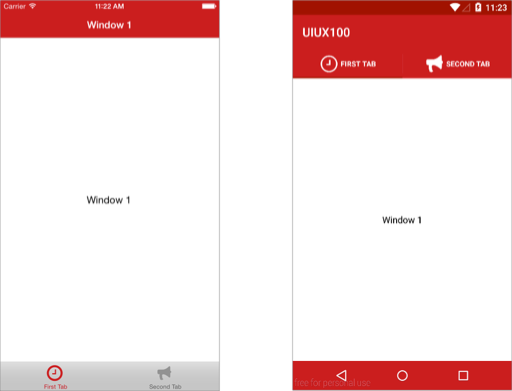 Carrier 11:22 AM
Window 1
Window 1
First Tab Second Tab
11:23
UIUX100
FIRST TAB SECOND TAB
Window 1
free for personal use